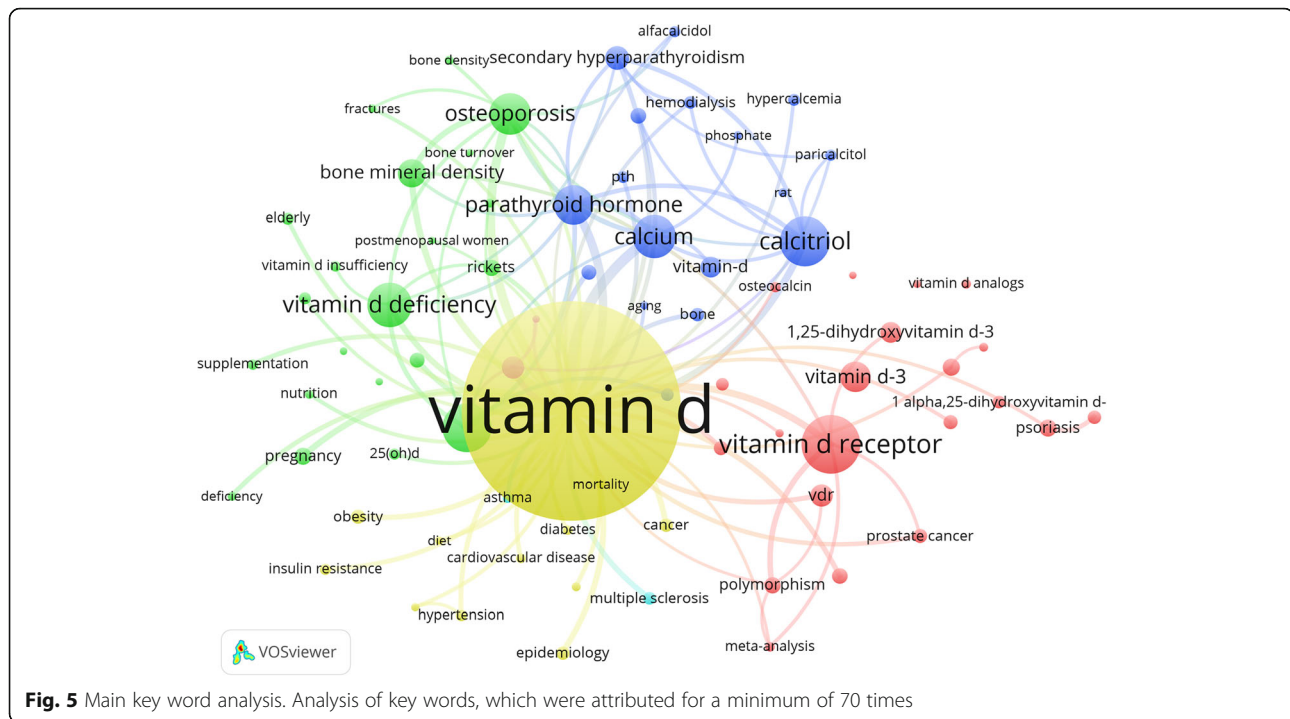 alfacalcidol
bone density
secondary hyperparathyroidism
fractures
hemodialysis
hypercalcemia
osteoporosis
phosphate
bone turnover
paricalcitol
bone mineral density
pth
rat
parathyroid hormone
elderly
calcium
calcitriol
postmenopausal women
vitamin d insufficiency
rickets
vitamin-d
osteocalcin
vitamin d analogs
vitamin d deficiency
aging
bone
1,25-dihydroxyvitamin d-3
supplementation
vitamin d-3
nutrition
1 alpha,25-dihydroxyvitamin d-
vitamin d
psoriasis
vitamin d receptor
pregnancy
25(oh)d
deficiency
asthma
mortality
vdr
obesity
diabetes
cancer
diet
prostate cancer
cardiovascular disease
insulin resistance
polymorphism
multiple sclerosis
hypertension
meta-analysis
epidemiology
VOSviewer
Fig. 5 Main key word analysis. Analysis of key words, which were attributed for a minimum of 70 times